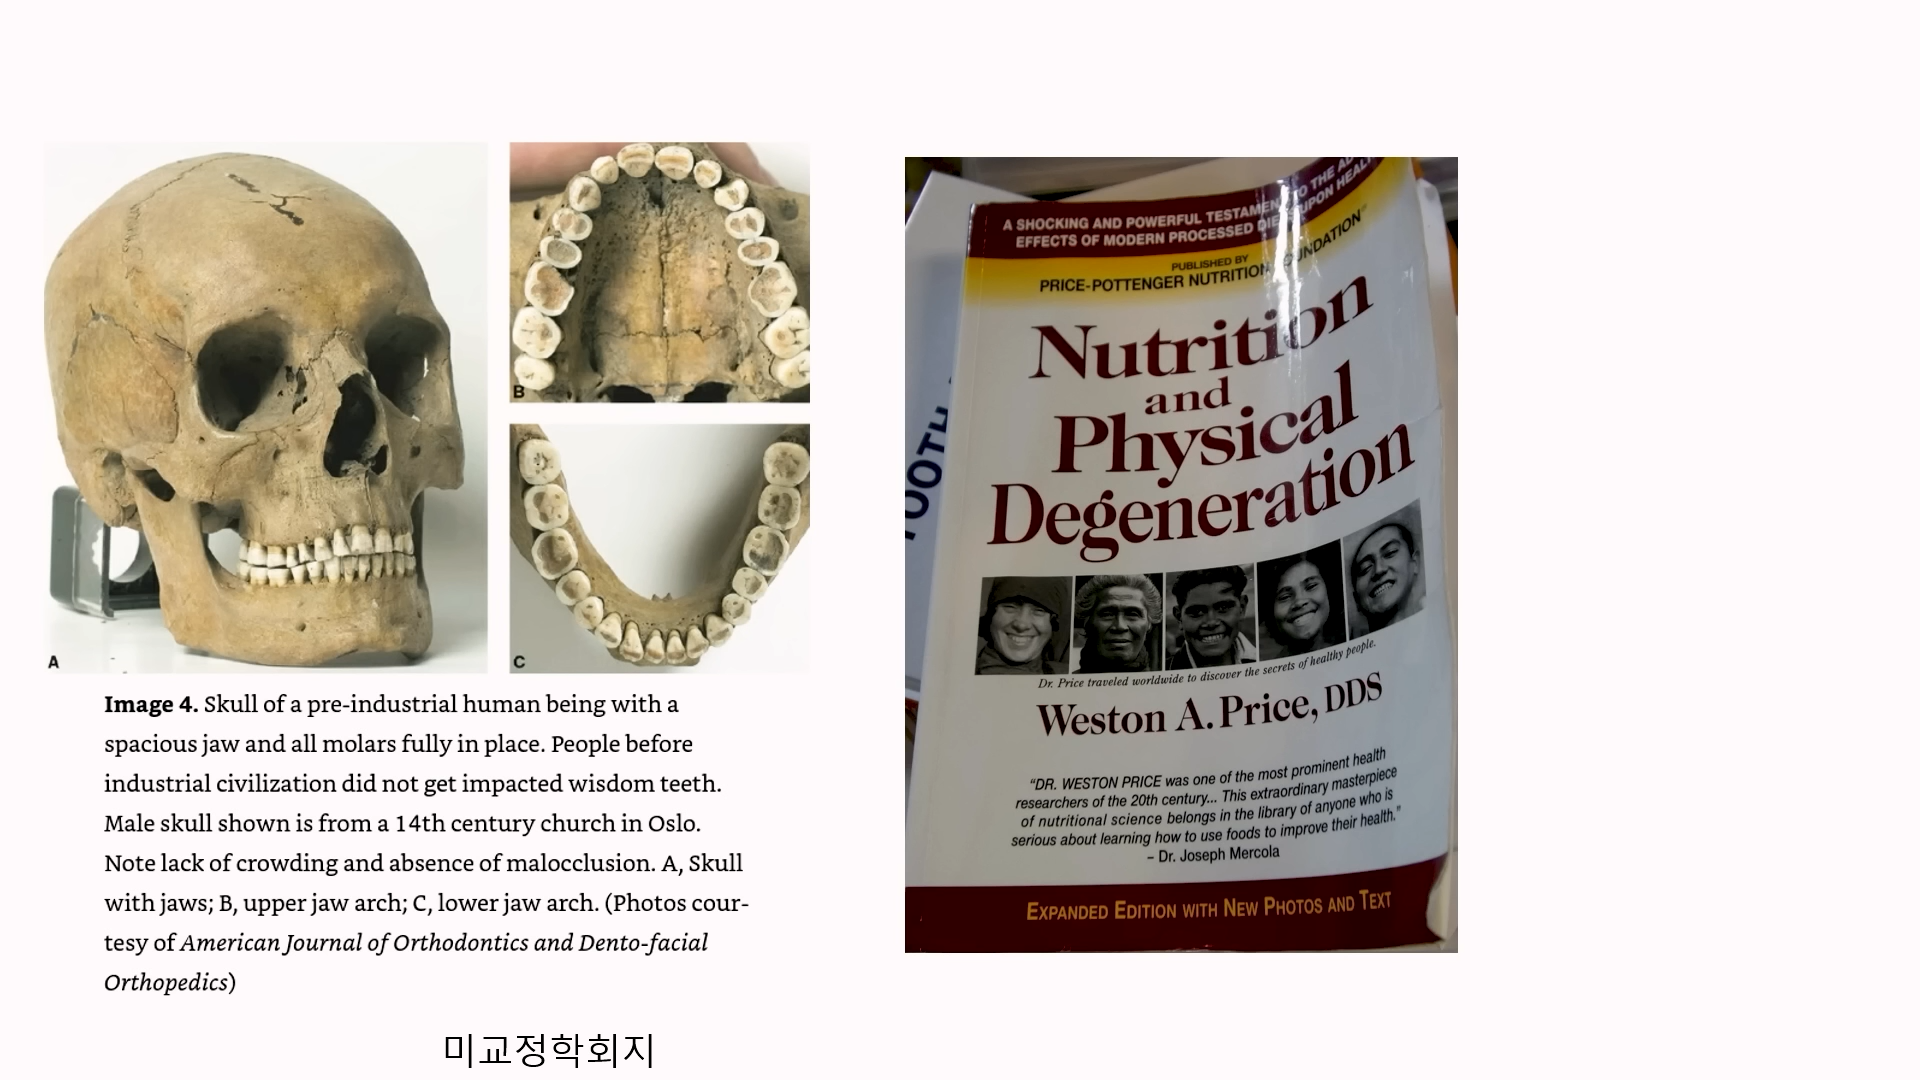 A
B
C
Image 4. Skull of a pre-industrial human being with a
spacious jaw and all molars fully in place. People before
industrial civilization did not get impacted wisdom teeth.
Male skull shown is from a 14th century church in Oslo.
Note lack of crowding and absence of malocclusion. A, Skull
with jaws; B, upper jaw arch; C, lower jaw arch. (Photos cour-
tesy of American Journal of Orthodontics and Dento-facial
Orthopedics)
미교정학회지
TOOTH
A SHOCKING AND POWERFUL TESTAMENT TO THE
EFFECTS OF MODERN PROCESSED UPON
PUBLISHED BY
PRICE-POTTENGER NUTRITION FOUNDATION
Nutrition
and
Physical
Degeneration
Dr. Price traveled worldwide to discover the secrets of healthy people.
Weston A. Price, DDS
“DR. WESTON PRICE was one of the most prominent health
researchers of the 20th century... This extraordinary masterpiece
of nutritional science belongs in the library of anyone who is
serious about learning how to use foods to improve their health.”
– Dr. Joseph Mercola
EXPANDED EDITION WITH NEW PHOTOS AND TEXT